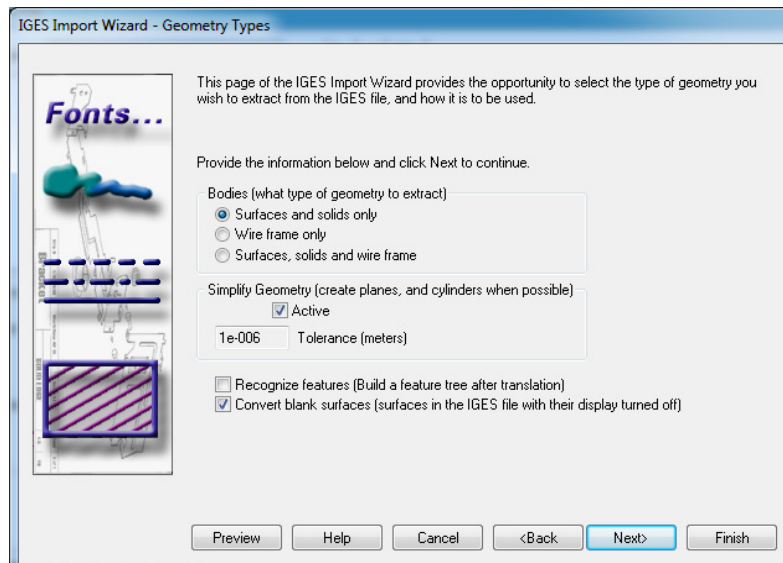 IGES Import Wizard - Geometry Types
Fonts...
This page of the IGES Import Wizard provides the opportunity to select the type of geometry you
wish to extract from the IGES file, and how it is to be used.
Provide the information below and click Next to continue.
Bodies (what type of geometry to extract)
Surfaces and solids only
Wire frame only
Surfaces, solids and wire frame
Simplify Geometry (create planes, and cylinders when possible)
Active
1e-006 Tolerance (meters)
Recognize features (Build a feature tree after translation)
Convert blank surfaces (surfaces in the IGES file with their display turned off)
Bracket
Preview Help Cancel <Back Next> Finish